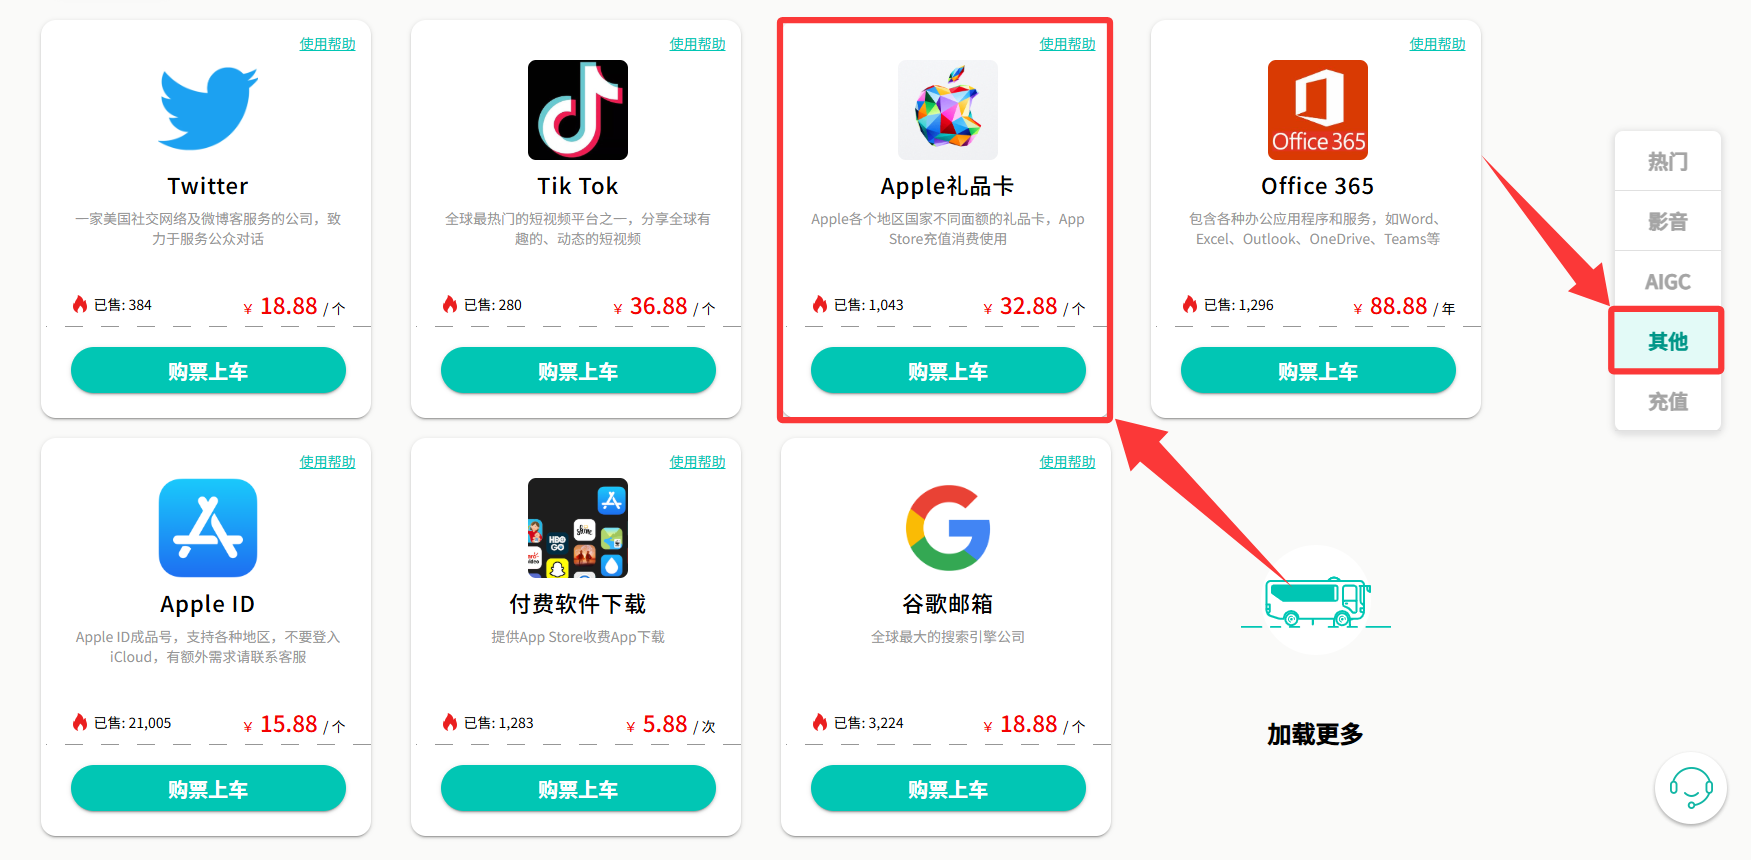 使用帮助
Twitter
一家美国社交网络及微博客服务的公司，致
力于服务公众对话
已售: 384
¥ 18.88 / 个
购票上车
使用帮助
Tik Tok
全球最热门的短视频平台之一，分享全球有
趣的、动态的短视频
已售: 280
¥ 36.88 / 个
购票上车
使用帮助
Apple礼品卡
Apple各个地区国家不同面额的礼品卡，App
Store充值消费使用
已售: 1,043
¥ 32.88 / 个
购票上车
使用帮助
Office 365
Office 365
包含各种办公应用程序和服务，如Word、
Excel、Outlook、OneDrive、Teams等
已售: 1,296
¥ 88.88 / 年
购票上车
热门
影音
AIGC
其他
充值
使用帮助
Apple ID
Apple ID成品号，支持各种地区，不要登入
iCloud，有额外需求请联系客服
已售: 21,005
¥ 15.88 / 个
购票上车
使用帮助
HBO
GO
付费软件下载
提供App Store收费App下载
已售: 1,283
¥ 5.88 / 次
购票上车
使用帮助
谷歌邮箱
全球最大的搜索引擎公司
已售: 3,224
¥ 18.88 / 个
购票上车
加载更多